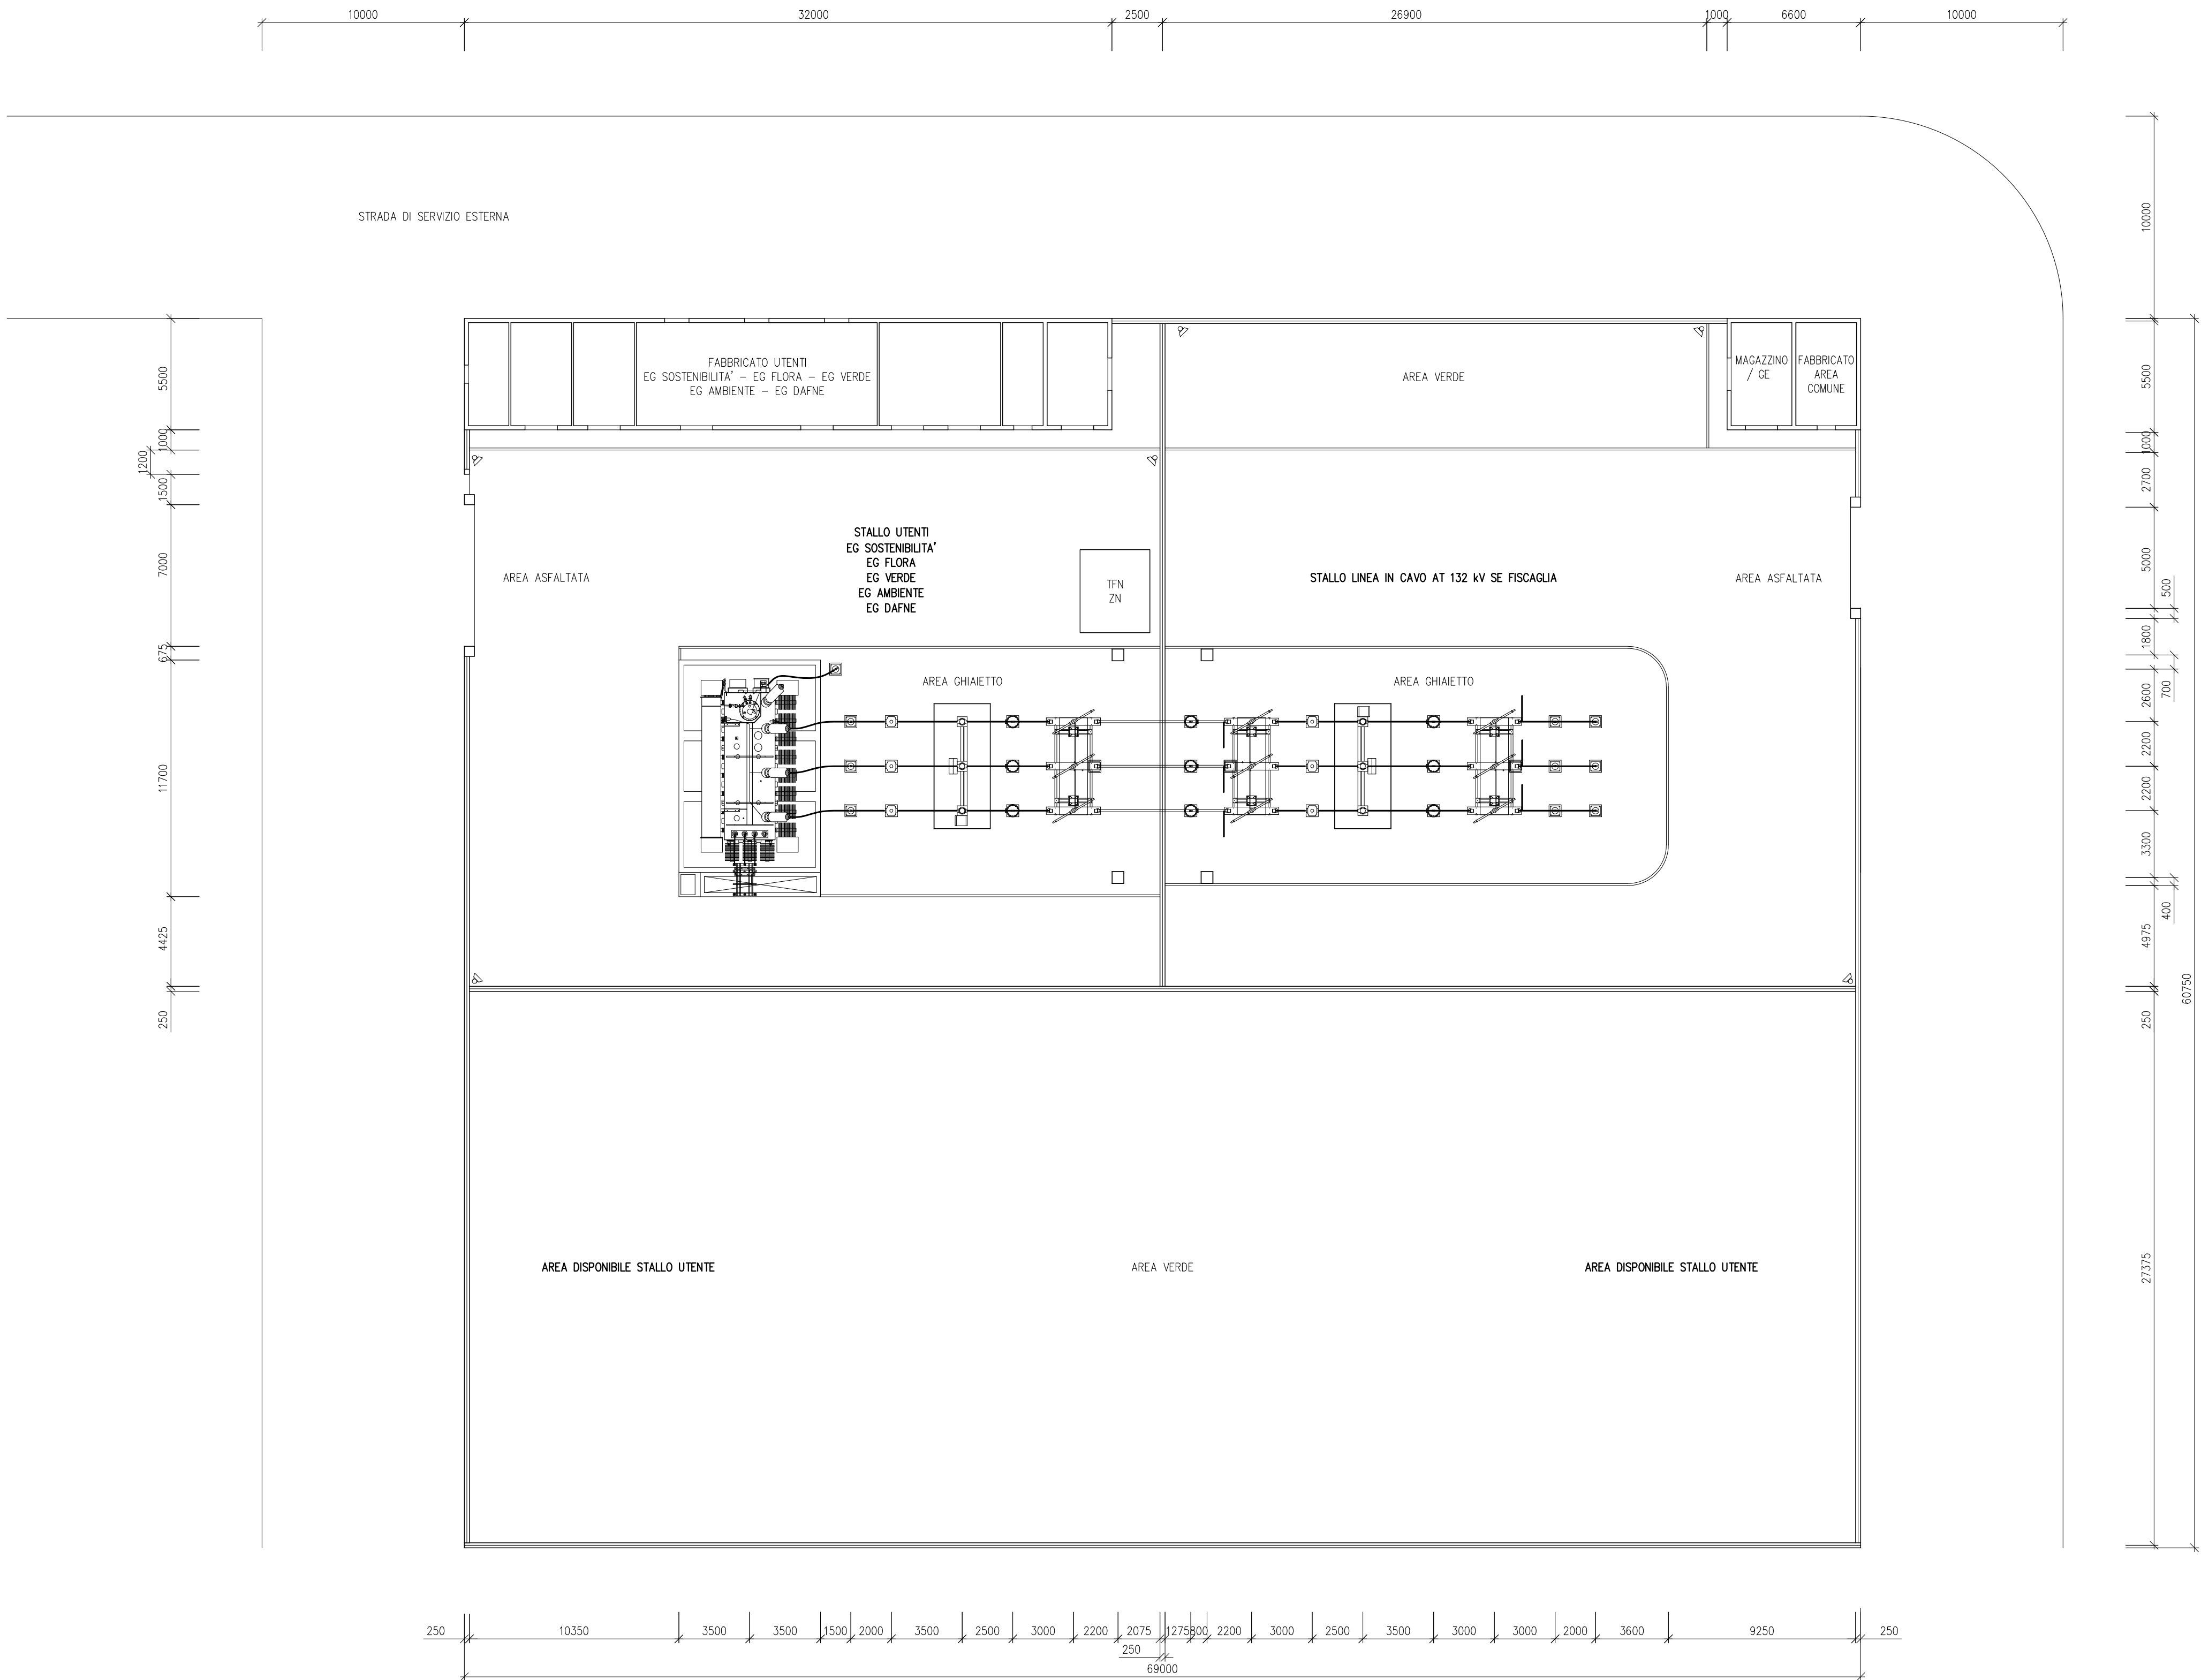 10000
32000
2500
26900
1000
6600
10000
STRADA DI SERVIZIO ESTERNA
FABBRICATO UTENTI
EG SOSTENIBILITA' – EG FLORA – EG VERDE
EG AMBIENTE – EG DAFNE
AREA VERDE
MAGAZZINO
/ GE
FABBRICATO
AREA
COMUNE
STALLO UTENTI
EG SOSTENIBILITA'
EG FLORA
EG VERDE
EG AMBIENTE
EG DAFNE
AREA ASFALTATA
TFN
ZN
STALLO LINEA IN CAVO AT 132 kV SE FISCAGLIA
AREA ASFALTATA
AREA GHIAIETTO
AREA GHIAIETTO
AREA DISPONIBILE STALLO UTENTE
AREA VERDE
AREA DISPONIBILE STALLO UTENTE
5500
1000
1200
1500
7000
675
11700
4425
250
10000
5500
1000
2700
5000
500
1800
700
2600
2200
2200
3300
400
4975
250
27375
60750
250
10350
3500
3500
1500
2000
3500
2500
3000
2200
2075
250
1275
800
2200
3000
2500
3500
3000
3000
2000
3600
9250
250
69000